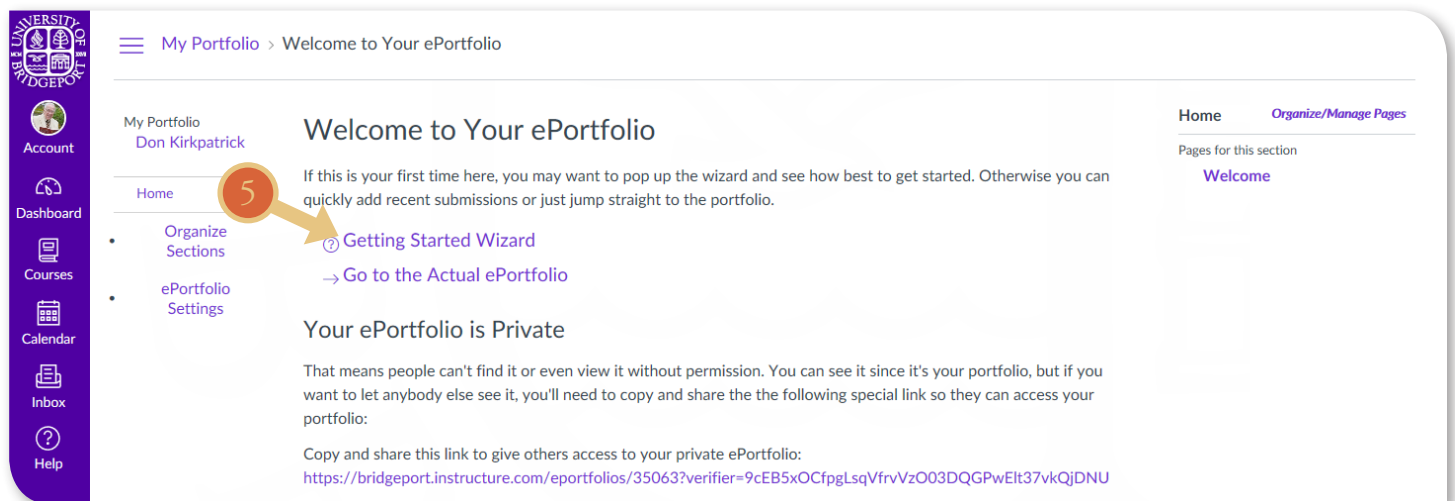 UNIVERSITY OF
BRIDGEPORT
My Portfolio > Welcome to Your ePortfolio
Account
Dashboard
Courses
Calendar
Inbox
Help
My Portfolio
Don Kirkpatrick
Home
Organize
Sections
ePortfolio
Settings
5
Welcome to Your ePortfolio
If this is your first time here, you may want to pop up the wizard and see how best to get started. Otherwise you can
quickly add recent submissions or just jump straight to the portfolio.
Getting Started Wizard
Go to the Actual ePortfolio
Your ePortfolio is Private
That means people can't find it or even view it without permission. You can see it since it's your portfolio, but if you
want to let anybody else see it, you'll need to copy and share the the following special link so they can access your
portfolio:
Copy and share this link to give others access to your private ePortfolio:
https://bridgeport.instructure.com/eportfolios/35063?verifier=9cEB5xOCfpgLsqVfrvVzO03DQGPwElt37vkQjDNU
Home
Organize/Manage Pages
Pages for this section
Welcome